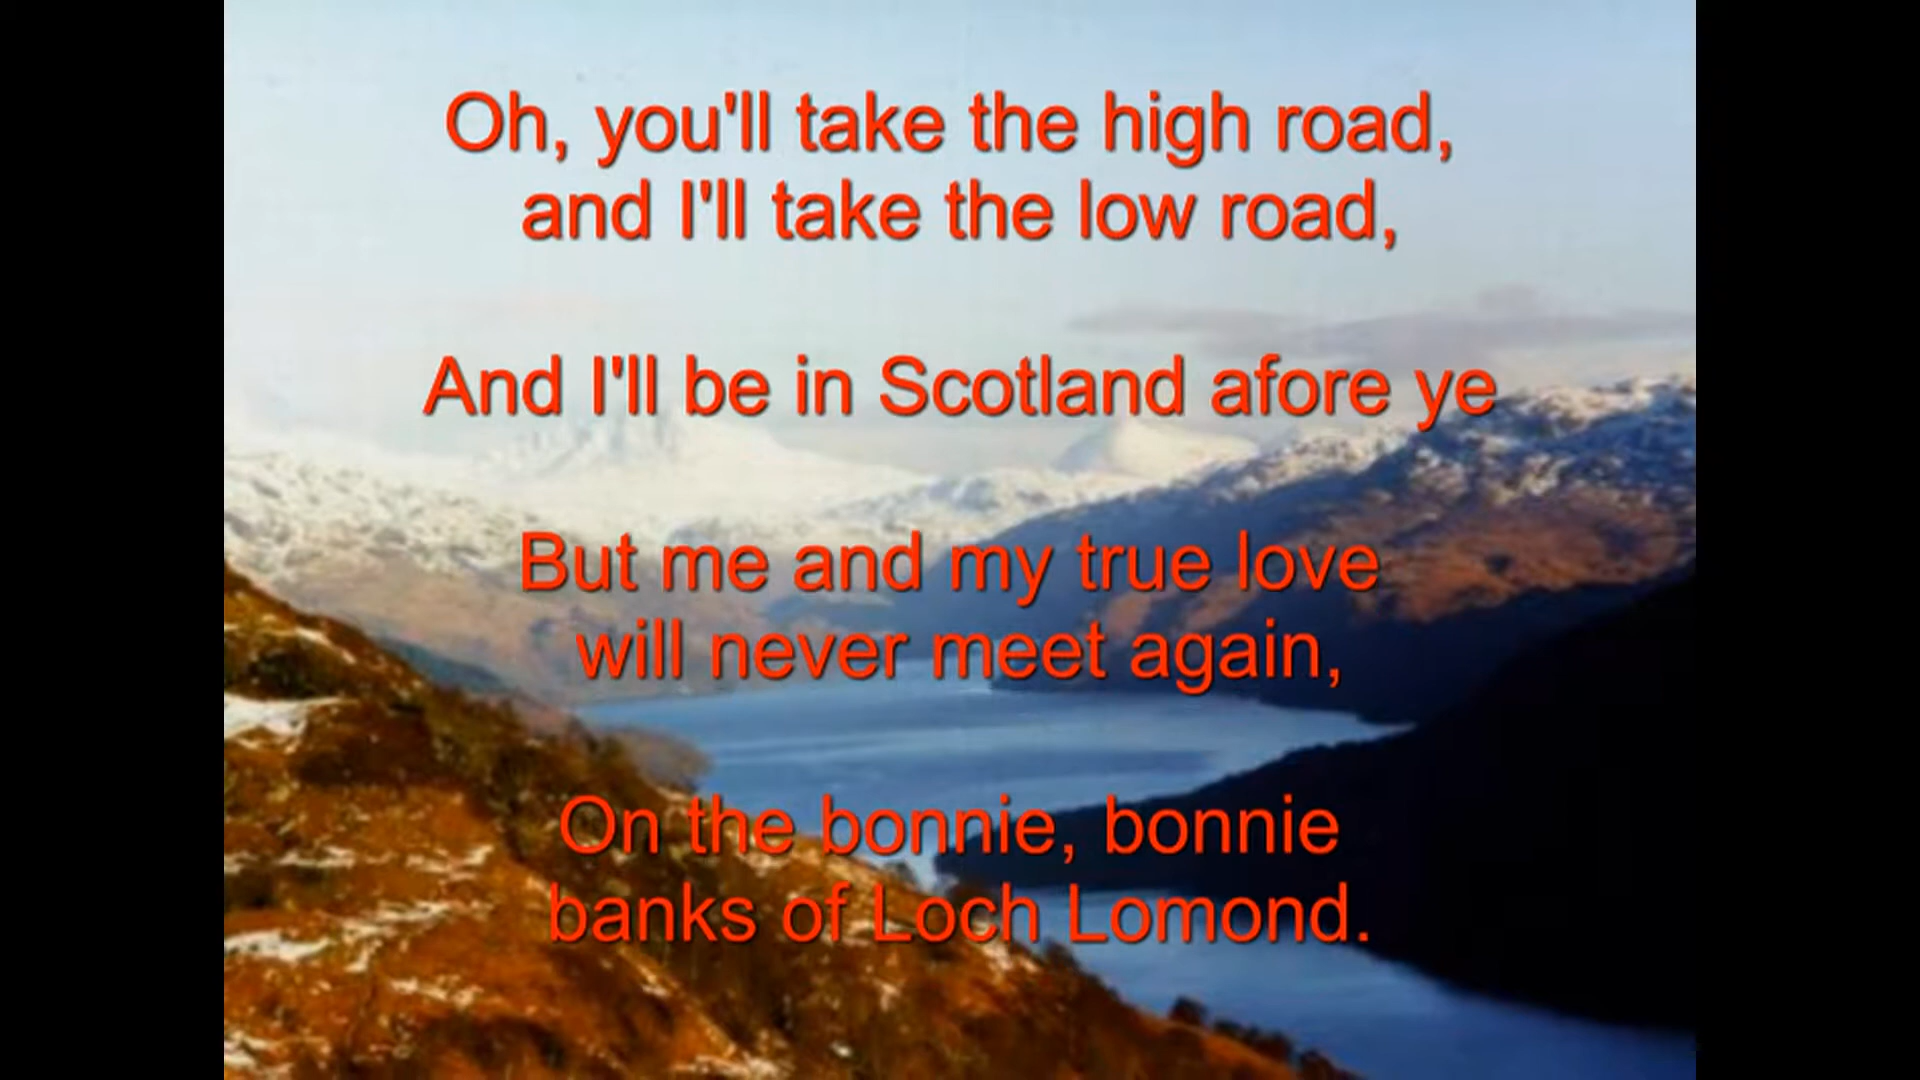 Oh, you'll take the high road,
and I'll take the low road,
And I'll be in Scotland afore ye
But me and my true love
will never meet again,
On the bonnie, bonnie
banks of Loch Lomond.